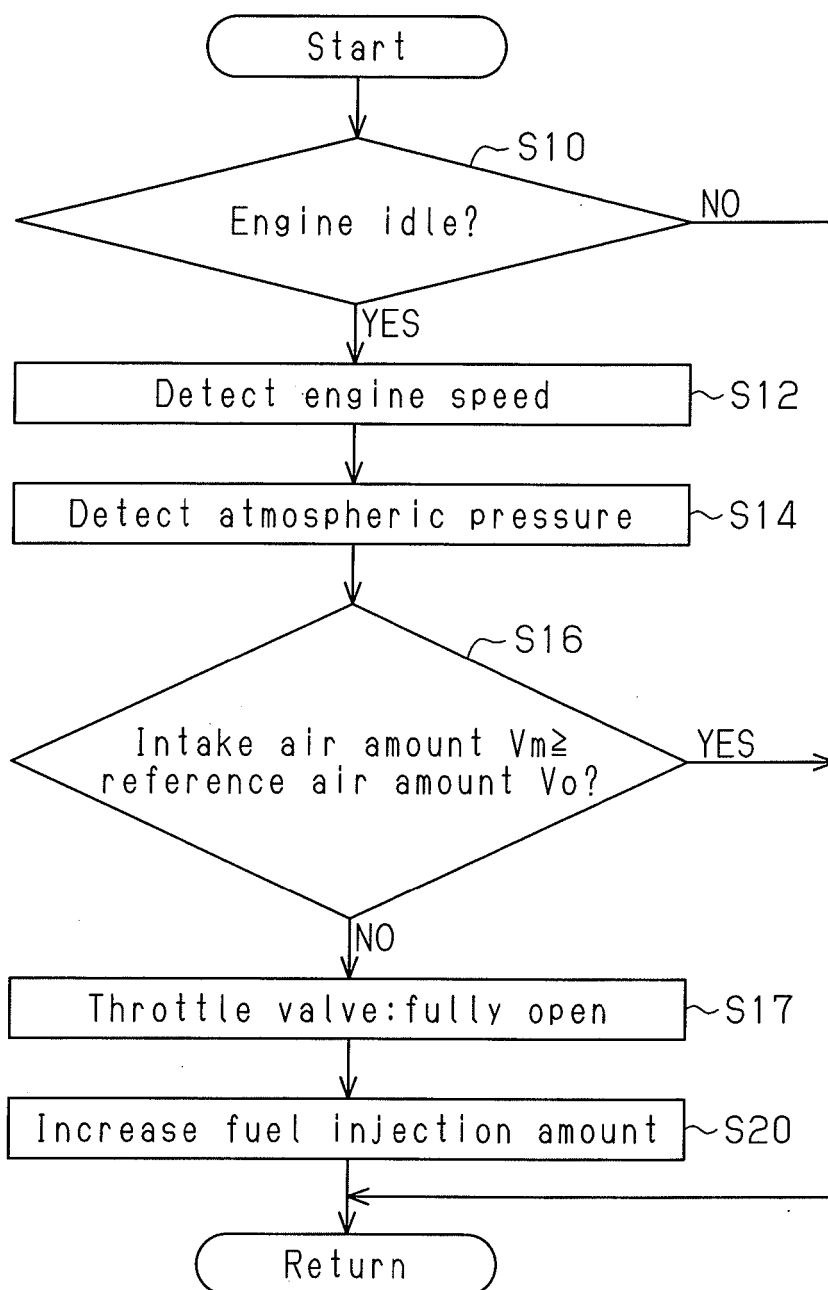 Start
S10
Engine idle?
NO
YES
Detect engine speed
S12
Detect atmospheric pressure
S14
S16
Intake air amount Vm≧
reference air amount Vo?
YES
NO
Throttle valve:fully open
S17
Increase fuel injection amount
S20
Return